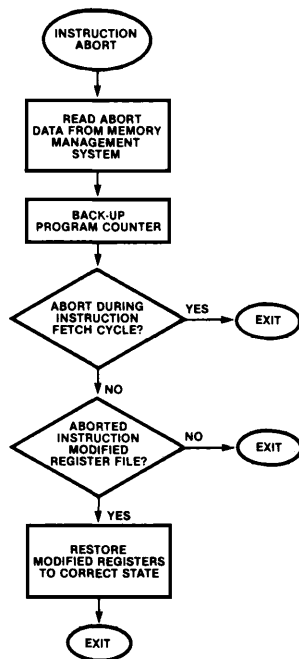 INSTRUCTION
ABORT
READ ABORT
DATA FROM MEMORY
MANAGEMENT
SYSTEM
BACK-UP
PROGRAM COUNTER
ABORT DURING
INSTRUCTION
FETCH CYCLE?
YES
EXIT
NO
ABORTED
INSTRUCTION
MODIFIED
REGISTER FILE?
NO
EXIT
YES
RESTORE
MODIFIED REGISTERS
TO CORRECT STATE
EXIT